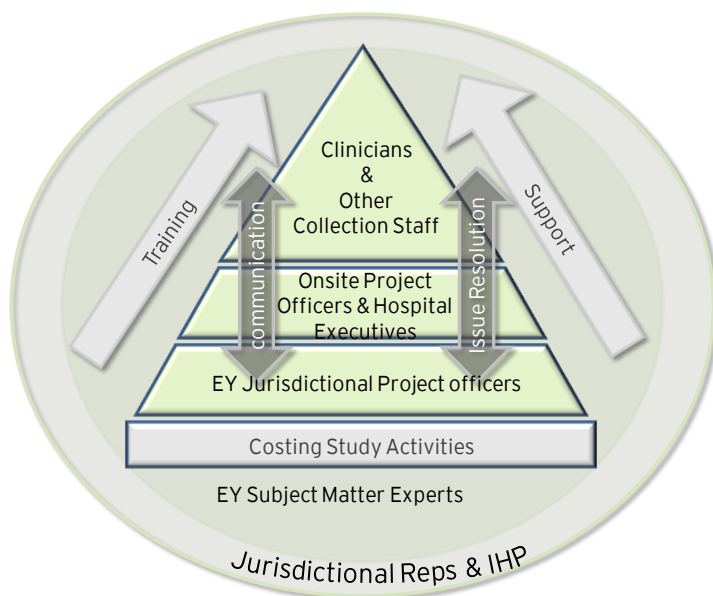 Clinicians
&
Other
Collection Staff
Training
communication
Issue Resolution
Support
Onsite Project
Officers & Hospital
Executives
EY Jurisdictional Project officers
Costing Study Activities
EY Subject Matter Experts
Jurisdictional Reps & IHP